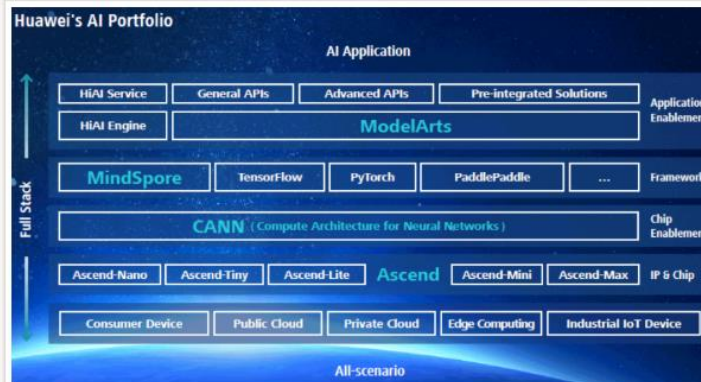 Huawei's AI Portfolio
AI Application
HiAI Service General APIs Advanced APIs Pre-integrated Solutions
Application
Enablemen
HiAI Engine ModelArts
MindSpore TensorFlow PyTorch PaddlePaddle ... Framework
CANN (Compute Architecture for Neural Networks)
Chip
Enablemen
Ascend-Nano Ascend-Tiny Ascend-Lite Ascend Ascend-Mini Ascend-Max IP & Chip
Consumer Device Public Cloud Private Cloud Edge Computing Industrial IoT Device
All-scenario
Full Stack